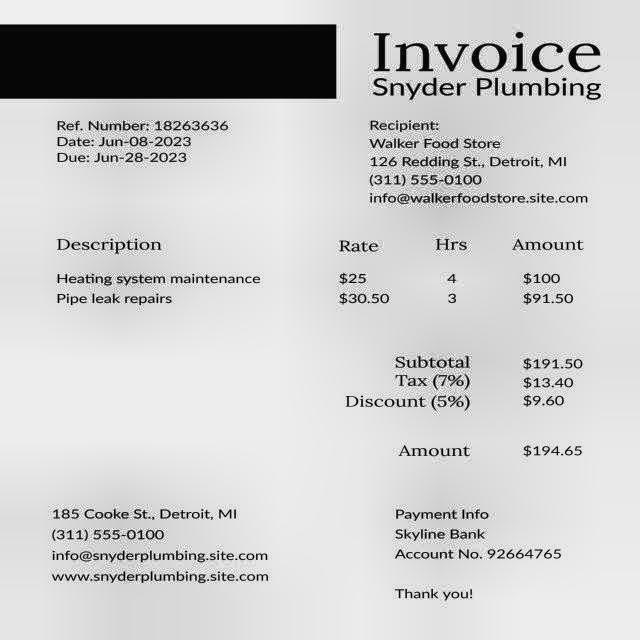 Invoice
Snyder Plumbing
Ref. Number: 18263636
Date: Jun-08-2023
Due: Jun-28-2023
Recipient:
Walker Food Store
126 Redding St., Detroit, MI
(311) 555-0100
info@walkerfoodstore.site.com
Description Rate Hrs Amount
Heating system maintenance $25 4 $100
Pipe leak repairs $30.50 3 $91.50
Subtotal $191.50
Tax (7%) $13.40
Discount (5%) $9.60
Amount $194.65
185 Cooke St., Detroit, MI
(311) 555-0100
info@snyderplumbing.site.com
www.snyderplumbing.site.com
Payment Info
Skyline Bank
Account No. 92664765
Thank you!